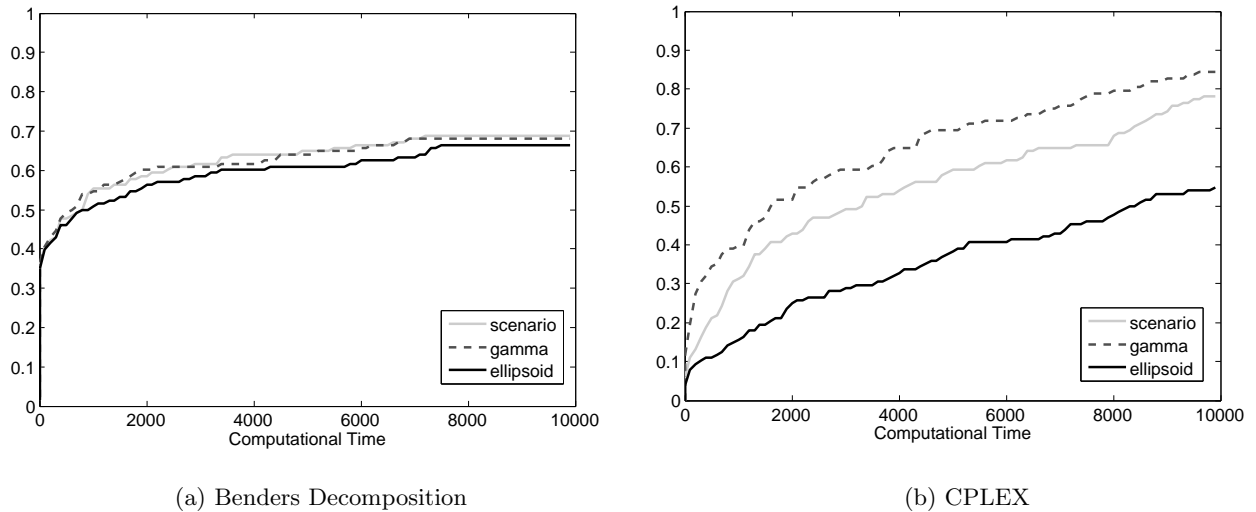 1
0.9
0.8
0.7
0.6
0.5
0.4
0.3
0.2
0.1
0
0 2000 4000 6000 8000 10000
Computational Time
scenario
gamma
ellipsoid
(a) Benders Decomposition
1
0.9
0.8
0.7
0.6
0.5
0.4
0.3
0.2
0.1
0
0 2000 4000 6000 8000 10000
Computational Time
scenario
gamma
ellipsoid
(b) CPLEX